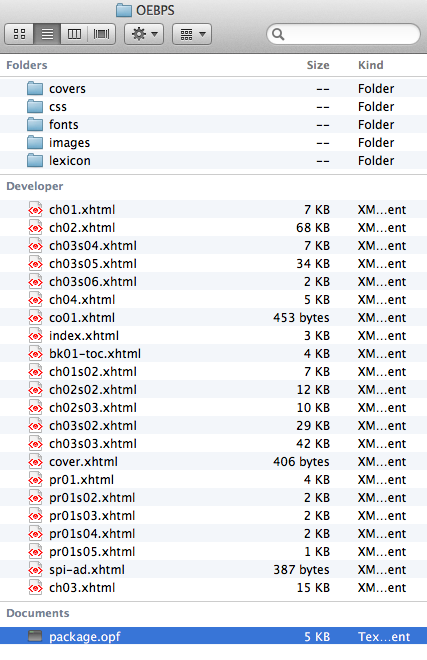 OEBPS
Folders Size Kind
covers -- Folder
css -- Folder
fonts -- Folder
images -- Folder
lexicon -- Folder
Developer
ch01.xhtml 7 KB XM...ent
ch02.xhtml 68 KB XM...ent
ch03s04.xhtml 7 KB XM...ent
ch03s05.xhtml 34 KB XM...ent
ch03s06.xhtml 2 KB XM...ent
ch04.xhtml 5 KB XM...ent
co01.xhtml 453 bytes XM...ent
index.xhtml 3 KB XM...ent
bk01-toc.xhtml 4 KB XM...ent
ch01s02.xhtml 7 KB XM...ent
ch02s02.xhtml 12 KB XM...ent
ch02s03.xhtml 10 KB XM...ent
ch03s02.xhtml 29 KB XM...ent
ch03s03.xhtml 42 KB XM...ent
cover.xhtml 406 bytes XM...ent
pr01.xhtml 4 KB XM...ent
pr01s02.xhtml 2 KB XM...ent
pr01s03.xhtml 2 KB XM...ent
pr01s04.xhtml 2 KB XM...ent
pr01s05.xhtml 1 KB XM...ent
spi-ad.xhtml 387 bytes XM...ent
ch03.xhtml 15 KB XM...ent
Documents
package.opf 5 KB Tex...ent